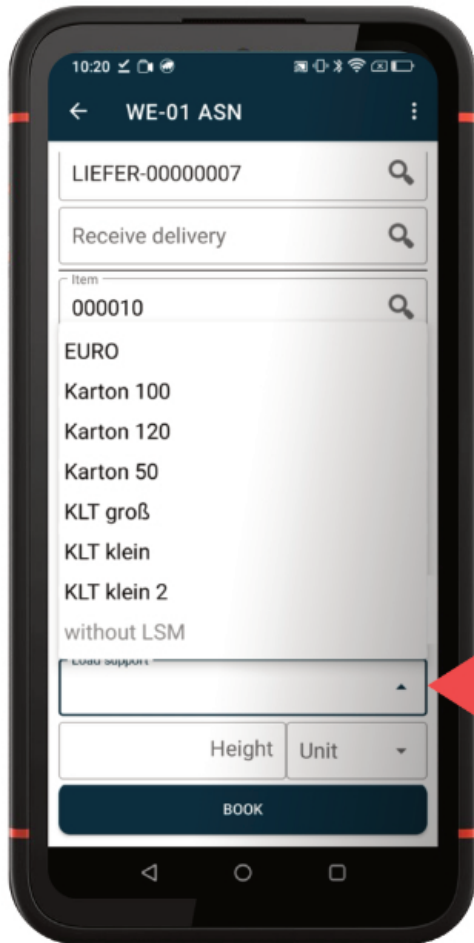 10:20
WE-01 ASN
LIEFER-00000007
Receive delivery
Item
000010
EURO
Karton 100
Karton 120
Karton 50
KLT groß
KLT klein
KLT klein 2
without LSM
Load support
Height Unit
BOOK